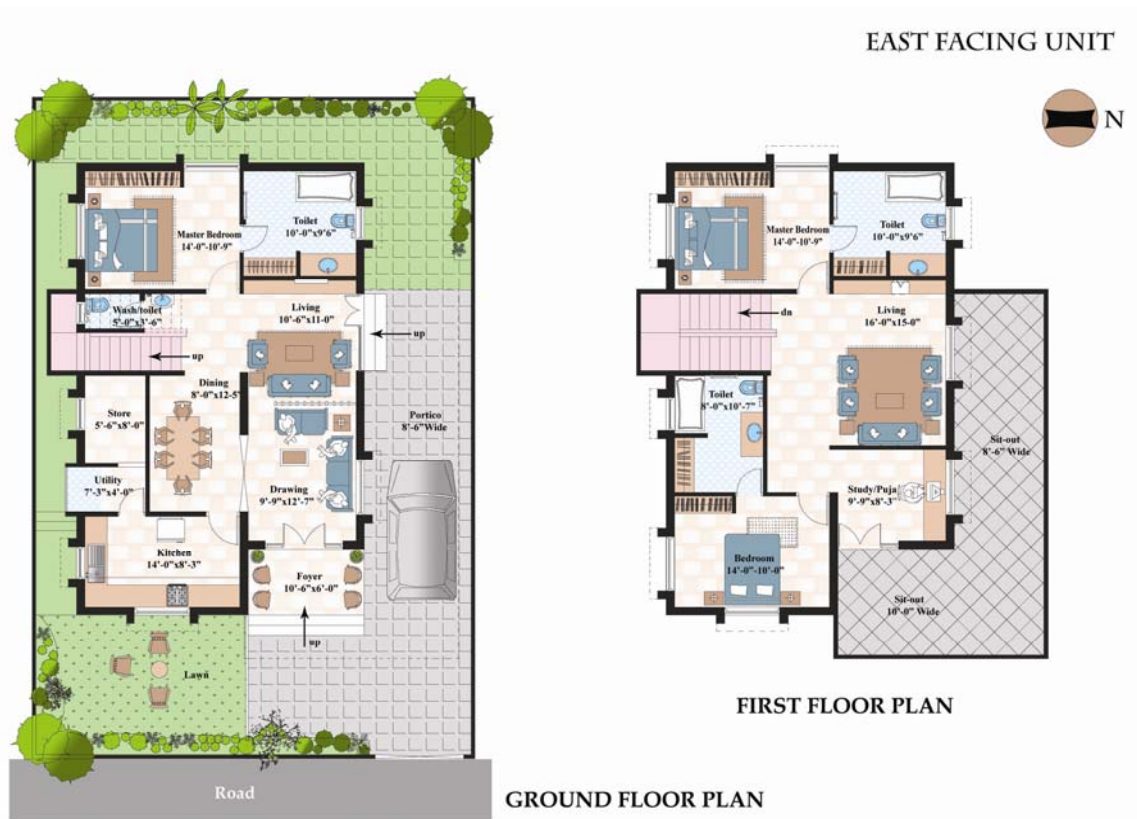 EAST FACING UNIT
N
Toilet
10'-0"x9'6"
Master Bedroom
14'-0"-10'-9"
Wash/toilet
5'-0"x3'-6"
Living
10'-6"x11-0"
up
up
Dining
8'-0"x12-5"
Store
5'-6"x8'-0"
Portico
8'-6"Wide
Utility
7'-3"x4'-0"
Drawing
9'-9"x12'-7"
Kitchen
14'-0"x8'-3"
Foyer
10'-6"x6'-0"
up
Lawn
Road
GROUND FLOOR PLAN
Toilet
10'-0"x9'6"
Master Bedroom
14'-0"-10'-9"
dn
Living
16'-0"x15-0"
Toilet
8'-0"x10'-7"
Sit-out
8'-6" Wide
Study/Puja
9'-9"x8'-3"
Bedroom
14'-0"-10'-0"
Sit-out
10'-0" Wide
FIRST FLOOR PLAN